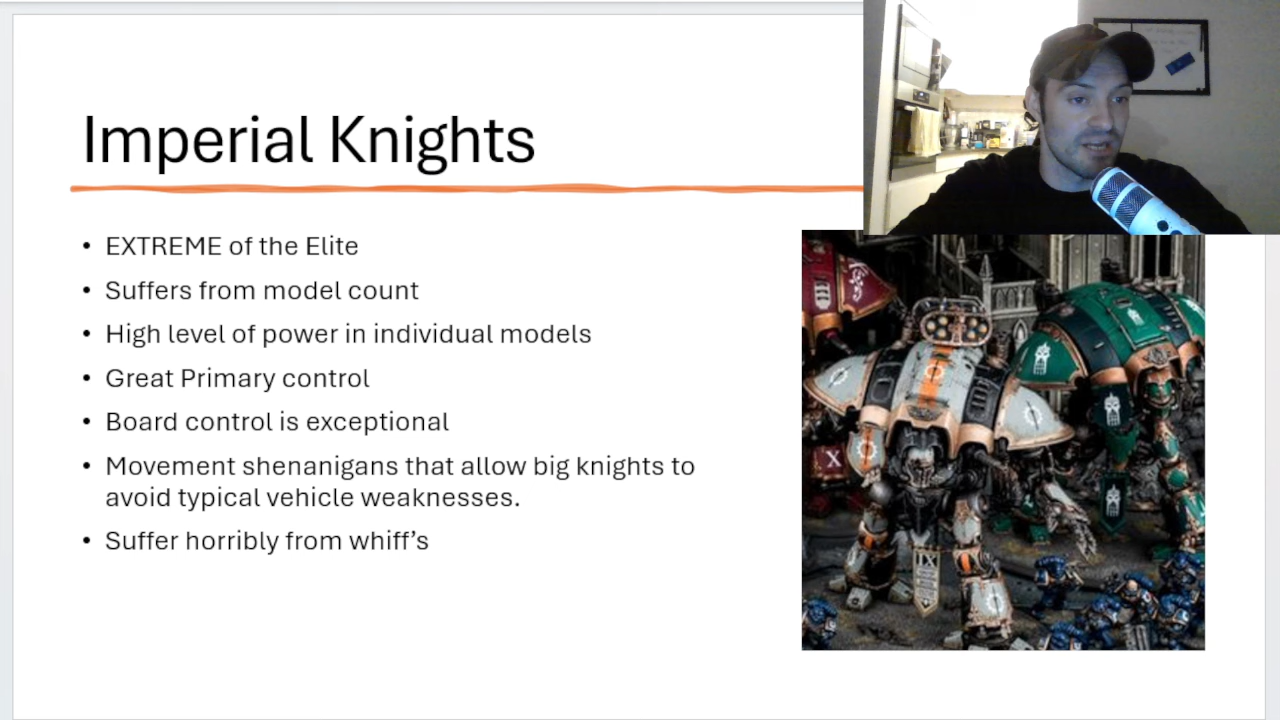 Imperial Knights
• EXTREME of the Elite
• Suffers from model count
• High level of power in individual models
• Great Primary control
• Board control is exceptional
• Movement shenanigans that allow big knights to
avoid typical vehicle weaknesses.
• Suffer horribly from whiff’s
X
IX